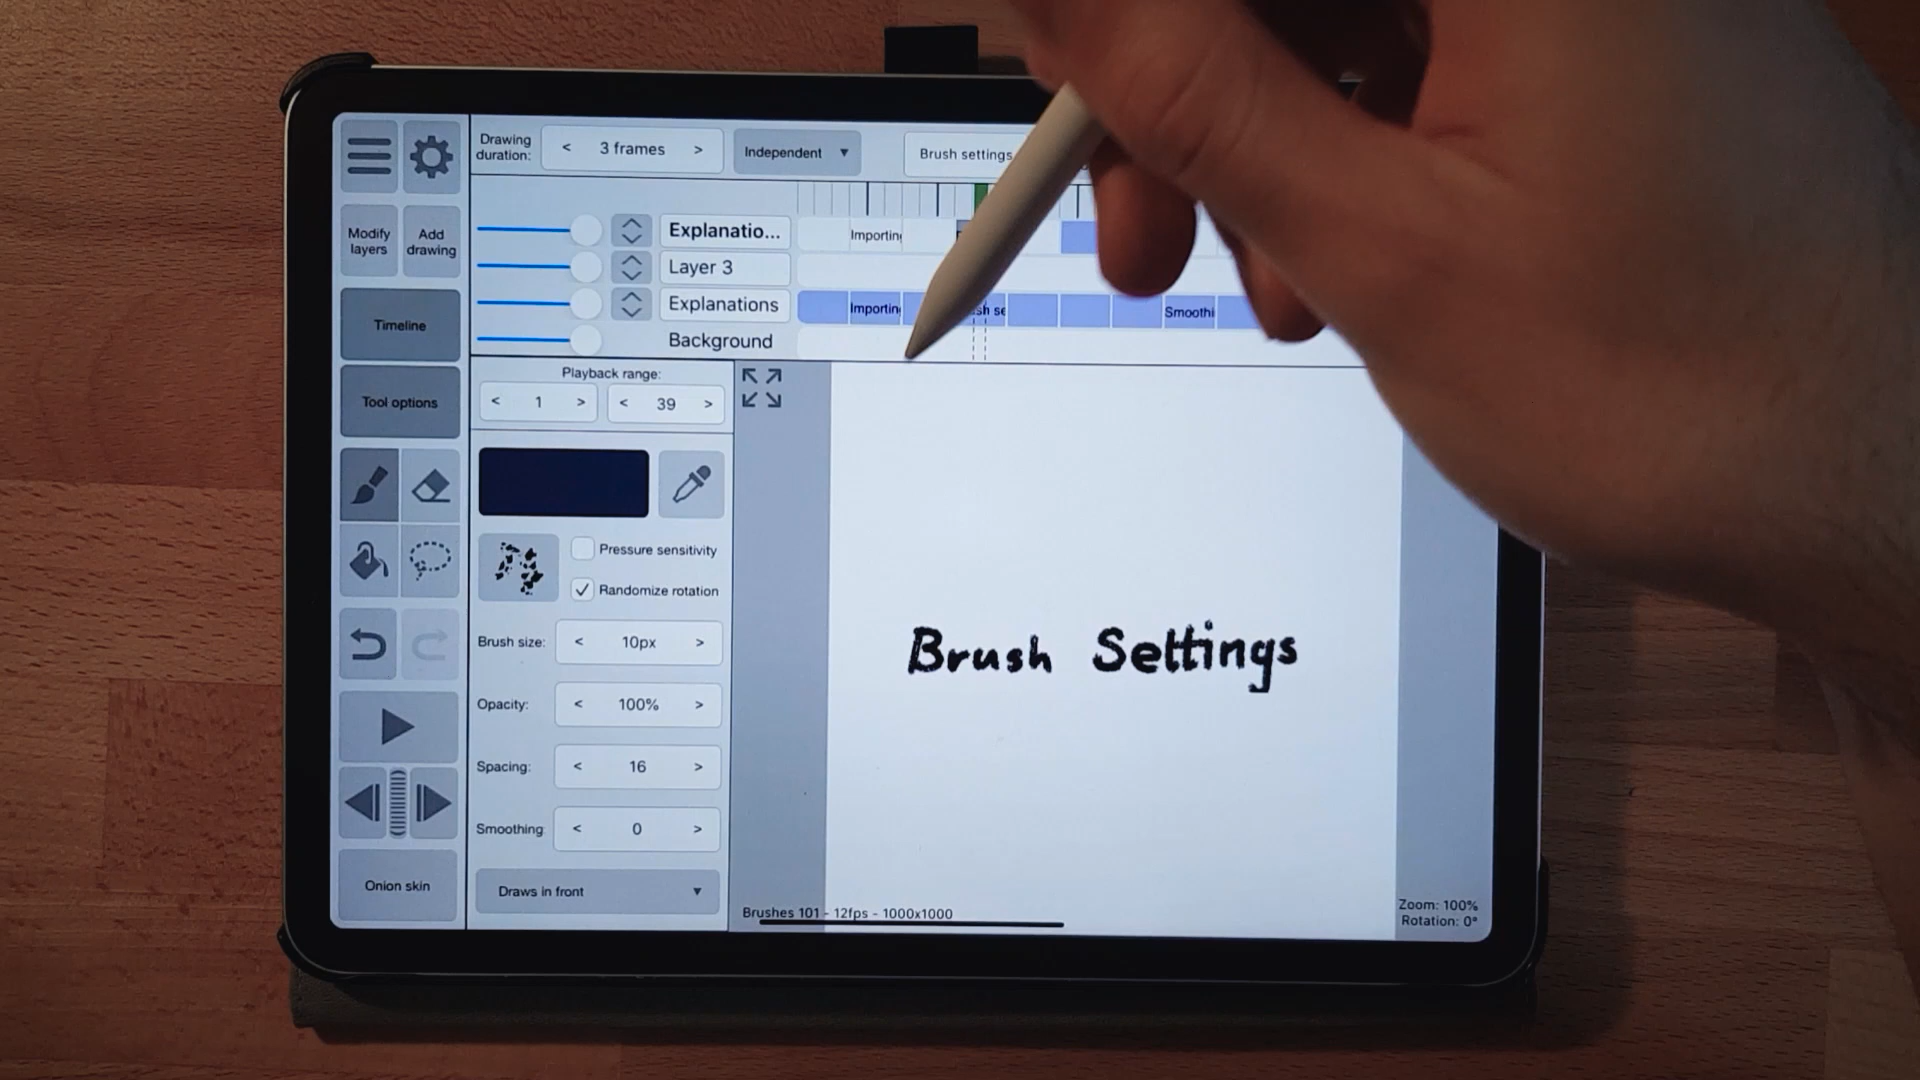 Drawing duration:
< 3 frames >
Independent
Brush settings
Modify layers
Add drawing
Explanatio...
Importin
Layer 3
Explanations
Importin
sh se
Smoothi
Background
Timeline
Playback range:
< 1 >
< 39 >
Tool options
Pressure sensitivity
Randomize rotation
Brush size:
< 10px >
Opacity:
< 100% >
Spacing:
< 16 >
Smoothing:
< 0 >
Draws in front
Onion skin
Brush Settings
Brushes 101 - 12fps - 1000x1000
Zoom: 100%
Rotation: 0°